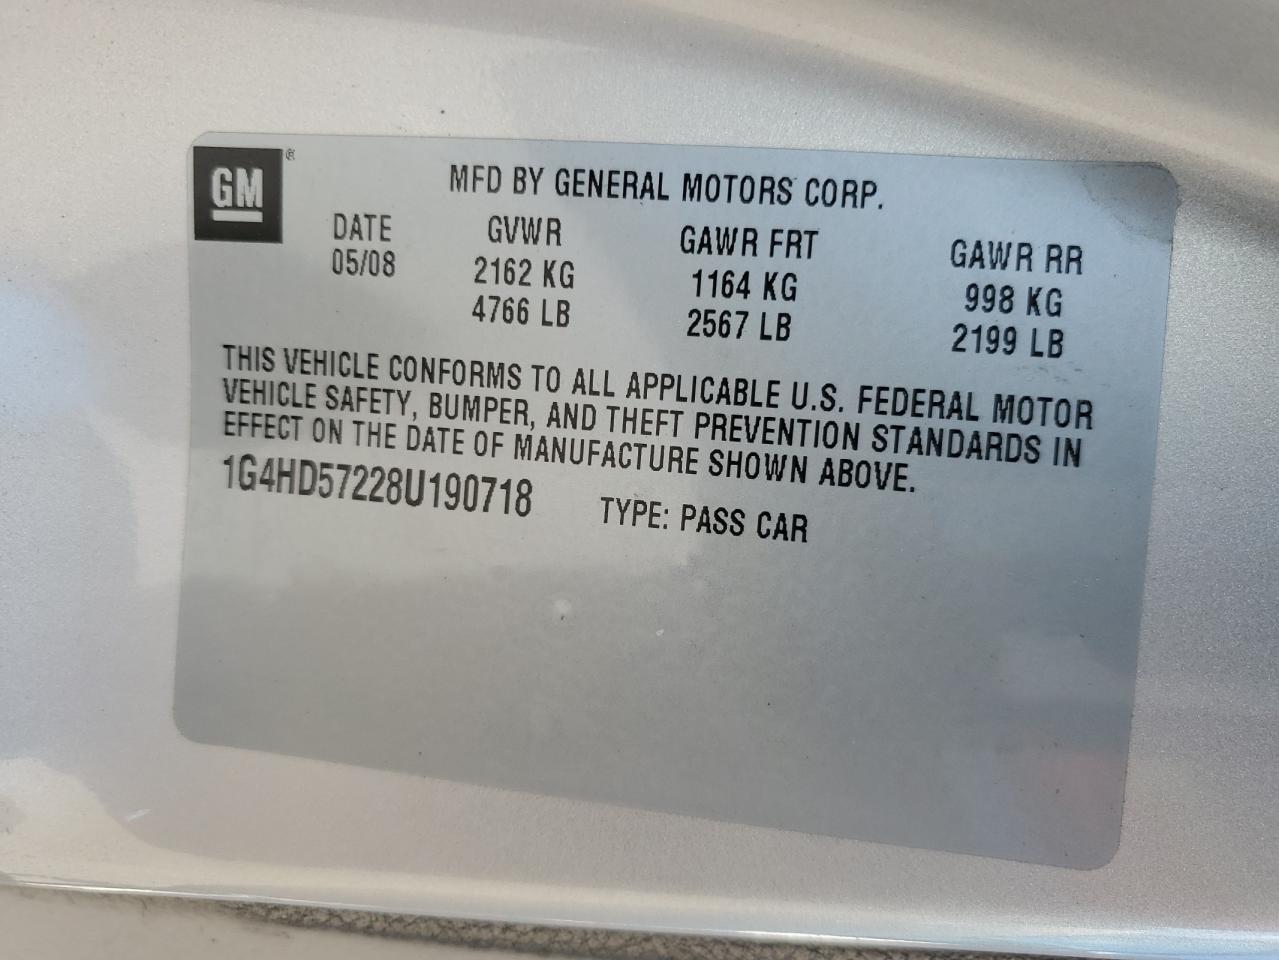 GM®
MFD BY GENERAL MOTORS CORP.
DATE GVWR GAWR FRT GAWR RR
05/08 2162 KG 1164 KG 998 KG
4766 LB 2567 LB 2199 LB
THIS VEHICLE CONFORMS TO ALL APPLICABLE U.S. FEDERAL MOTOR
VEHICLE SAFETY, BUMPER, AND THEFT PREVENTION STANDARDS IN
EFFECT ON THE DATE OF MANUFACTURE SHOWN ABOVE.
1G4HD57228U190718 TYPE: PASS CAR